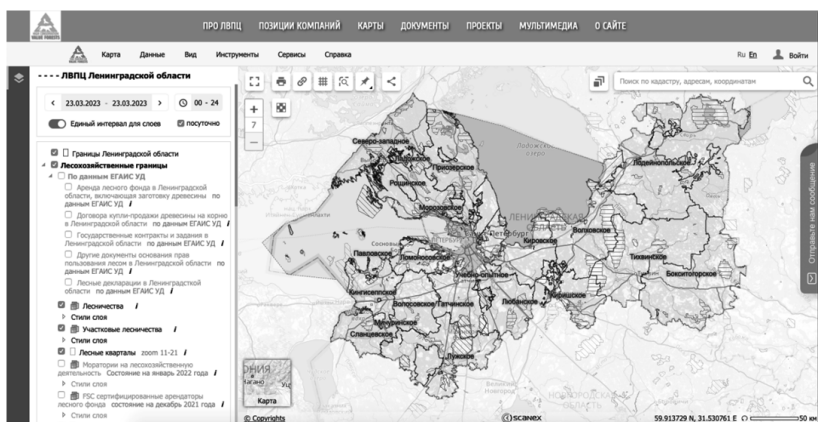 VALUE FORESTS
ПРО ЛВПЦ ПОЗИЦИИ КОМПАНИЙ КАРТЫ ДОКУМЕНТЫ ПРОЕКТЫ МУЛЬТИМЕДИА О САЙТЕ
Карта Данные Вид Инструменты Сервисы Справка Ru En Войти
---- ЛВПЦ Ленинградской области
23.03.2023 - 23.03.2023 00 - 24
Единый интервал для слоев посуточно
Границы Ленинградской области
Лесохозяйственные границы
По данным ЕГАИС УД
Аренда лесного фонда в Ленинградской
области, включающая заготовку древесины по
данным ЕГАИС УД i
Договора купли-продажи древесины на корню
в Ленинградской области по данным ЕГАИС УД i
Государственные контракты и задания в
Ленинградской области по данным ЕГАИС УД i
Другие документы основания прав
пользования лесом в Ленинградской области по
данным ЕГАИС УД i
Лесные декларации в Ленинградской
области по данным ЕГАИС УД i
Лесничества i
Стили слоя
Участковые лесничества i
Стили слоя
Лесные кварталы zoom 11-21 i
Моратории на лесохозяйственную
деятельность Состояние на январь 2022 года i
Стили слоя
FSC сертифицированные арендаторы
лесного фонда состояние на декабрь 2021 года i
Стили слоя
7
Поиск по кадастру, адресам, координатам
Отправьте нам сообщение
Северо-западное
Ладожское озеро
Приозерское
Лодейнопольское
Рощинское
Морозовское
ЛЕНИНГРАДСКАЯ ОБЛАСТЬ
Волховское
Кировское
Павловское
Ломоносовское
Тихвинское
Учебно-опытное
Бокситогорское
Кингисеппское
Волосовское
Гатчинское
Любанское
Киришское
Сланцевское
Лужское
Великий
Новгород
НОВГОРОДСКАЯ
ОБЛАСТЬ
Карта
© Copyrights scanex 59.913729 N, 31.530761 E 50 км